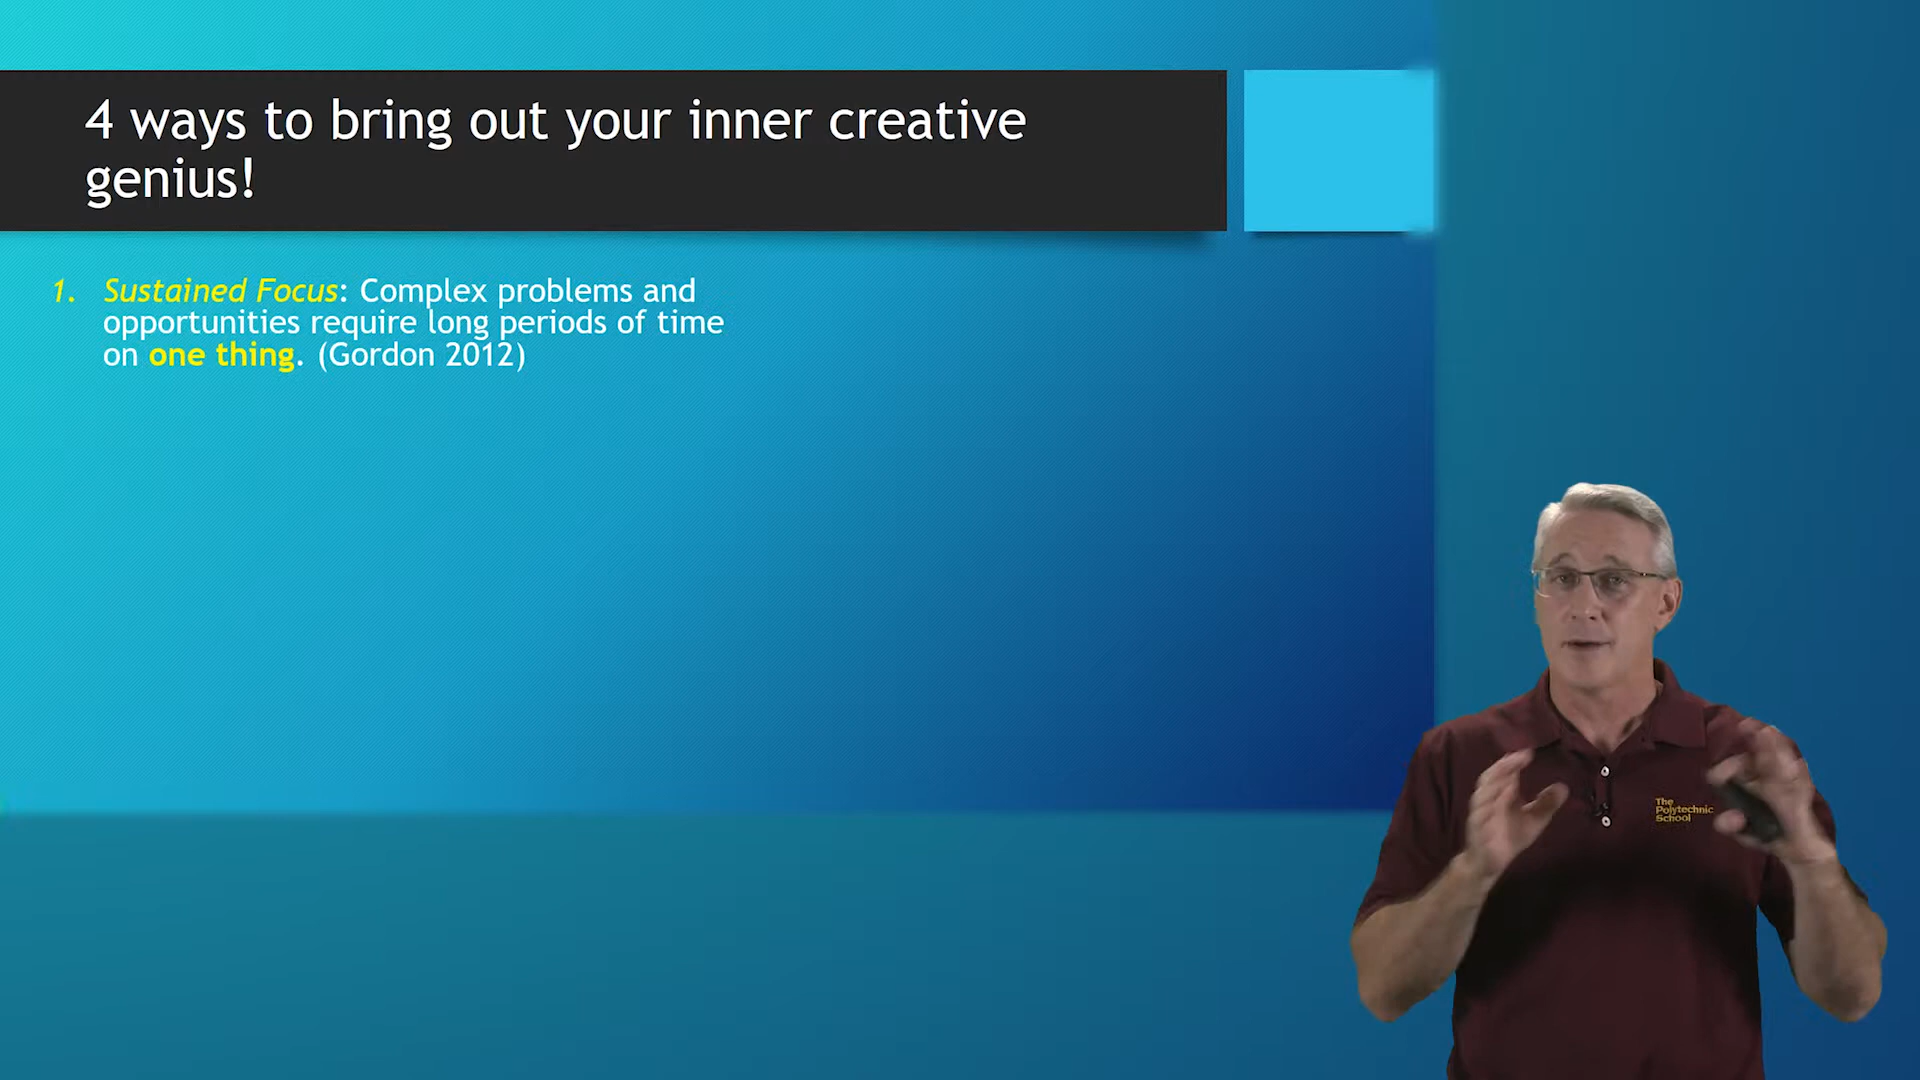 4 ways to bring out your inner creative
genius!
1. Sustained Focus: Complex problems and
opportunities require long periods of time
on one thing. (Gordon 2012)
The
Polytechnic
School